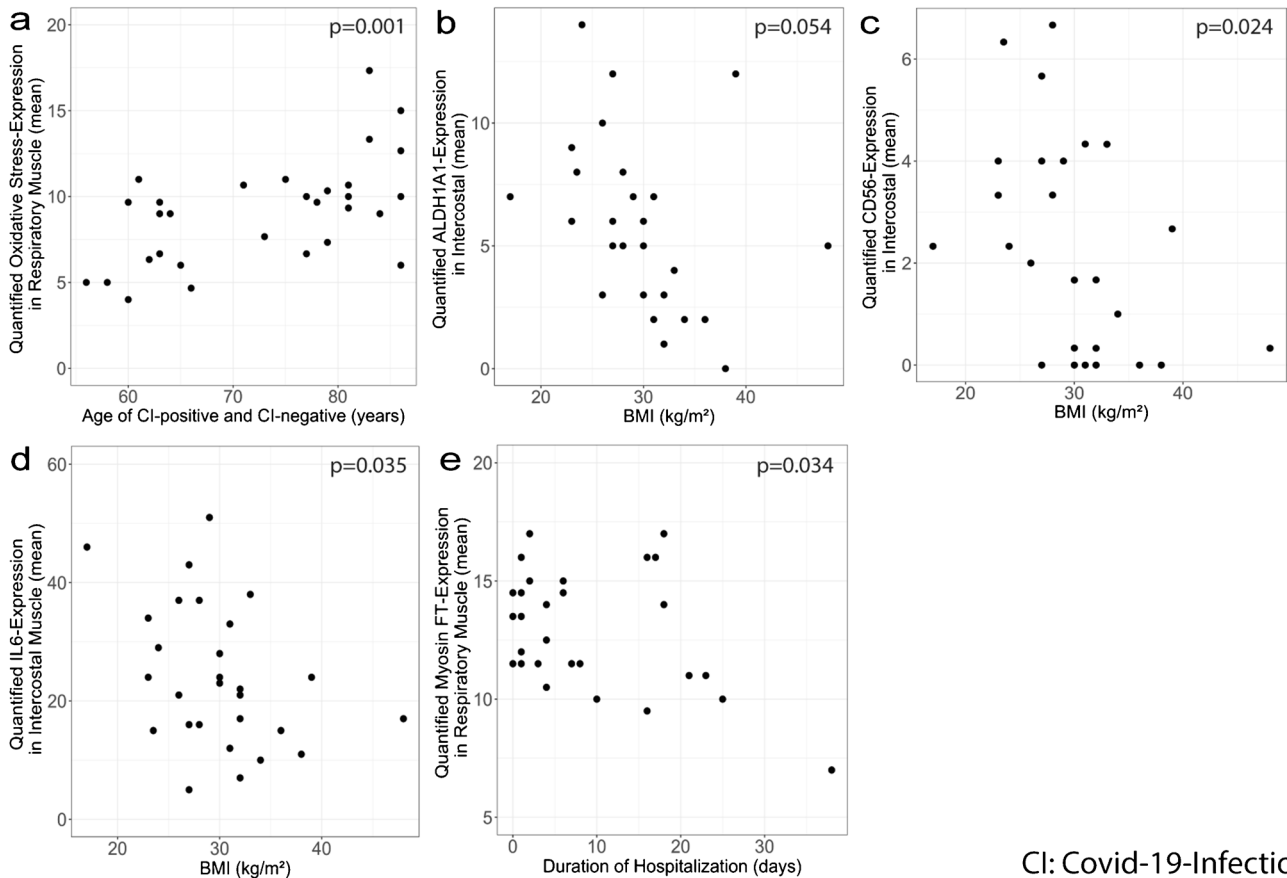 a
p=0.001
Quantified Oxidative Stress-Expression
in Respiratory Muscle (mean)
20
15
10
5
0
60
70
80
Age of CI-positive and CI-negative (years)
b
p=0.054
Quantified ALDH1A1-Expression
in Intercostal (mean)
10
5
0
20
30
40
BMI (kg/m²)
c
p=0.024
Quantified CD56-Expression
in Intercostal (mean)
6
4
2
0
20
30
40
BMI (kg/m²)
d
p=0.035
Quantified IL6-Expression
in Intercostal Muscle (mean)
60
40
20
0
20
30
40
BMI (kg/m²)
e
p=0.034
Quantified Myosin FT-Expression
in Respiratory Muscle (mean)
20
15
10
5
0
10
20
30
Duration of Hospitalization (days)
CI: Covid-19-Infectio